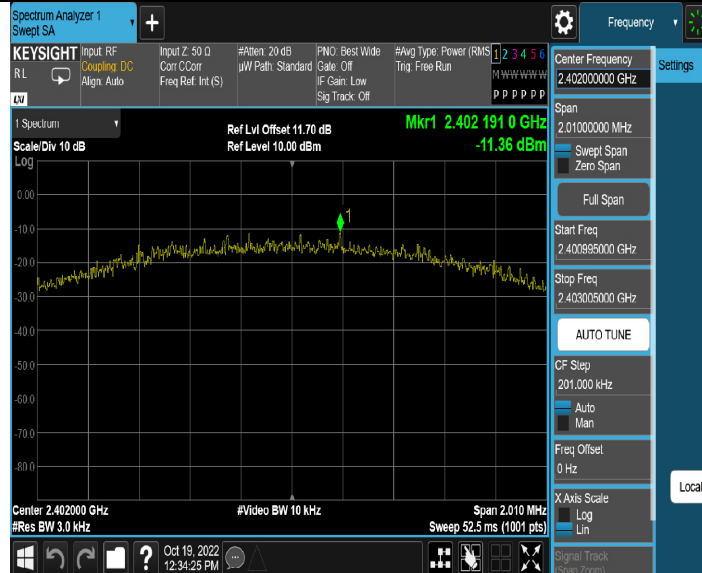 Spectrum Analyzer 1
Swept SA
+
Frequency
KEYSIGHT
R L
LXI
Input: RF
Coupling: DC
Align: Auto
Input Z: 50 Ω
Corr CCorr
Freq Ref: Int (S)
#Atten: 20 dB
µW Path: Standard
PNO: Best Wide
Gate: Off
IF Gain: Low
Sig Track: Off
#Avg Type: Power (RMS
Trig: Free Run
1 2 3 4 5 6
M W W W W W
P P P P P P
1 Spectrum
Scale/Div 10 dB
Log
Ref Lvl Offset 11.70 dB
Ref Level 10.00 dBm
Mkr1 2.402 191 0 GHz
-11.36 dBm
1
0.00
-10.0
-20.0
-30.0
-40.0
-50.0
-60.0
-70.0
-80.0
Center 2.402000 GHz
#Res BW 3.0 kHz
#Video BW 10 kHz
Span 2.010 MHz
Sweep 52.5 ms (1001 pts)
Oct 19, 2022
12:34:25 PM
?
Center Frequency
2.402000000 GHz
Settings
Span
2.01000000 MHz
Swept Span
Zero Span
Full Span
Start Freq
2.400995000 GHz
Stop Freq
2.403005000 GHz
AUTO TUNE
CF Step
201.000 kHz
Auto
Man
Freq Offset
0 Hz
X Axis Scale
Log
Lin
Local
Signal Track
(Span Zoom)